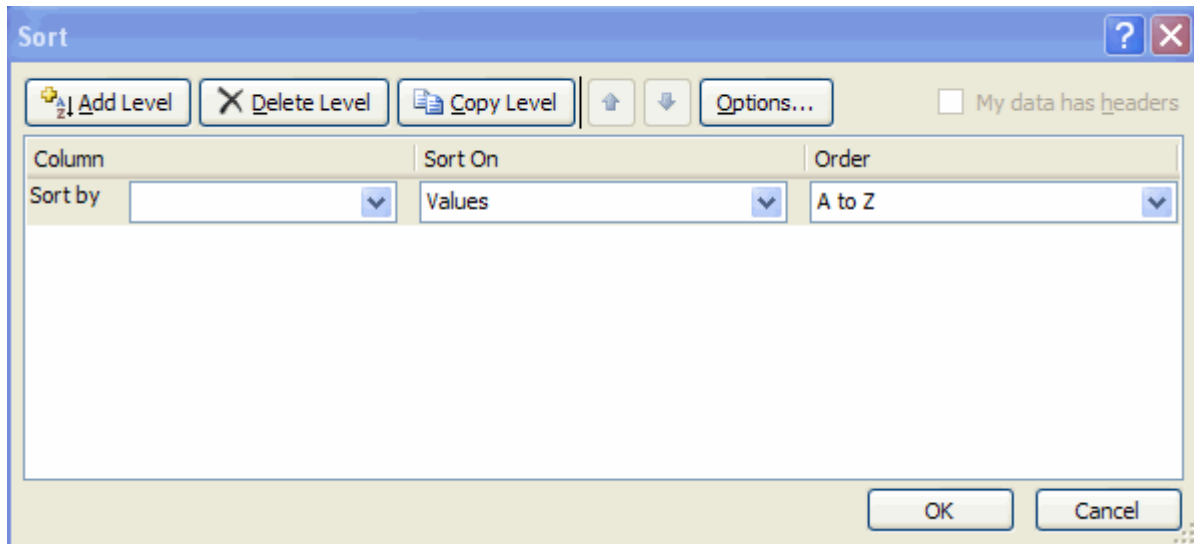 Sort
Add Level Delete Level Copy Level Options... My data has headers
Column Sort On Order
Sort by Values A to Z
OK Cancel